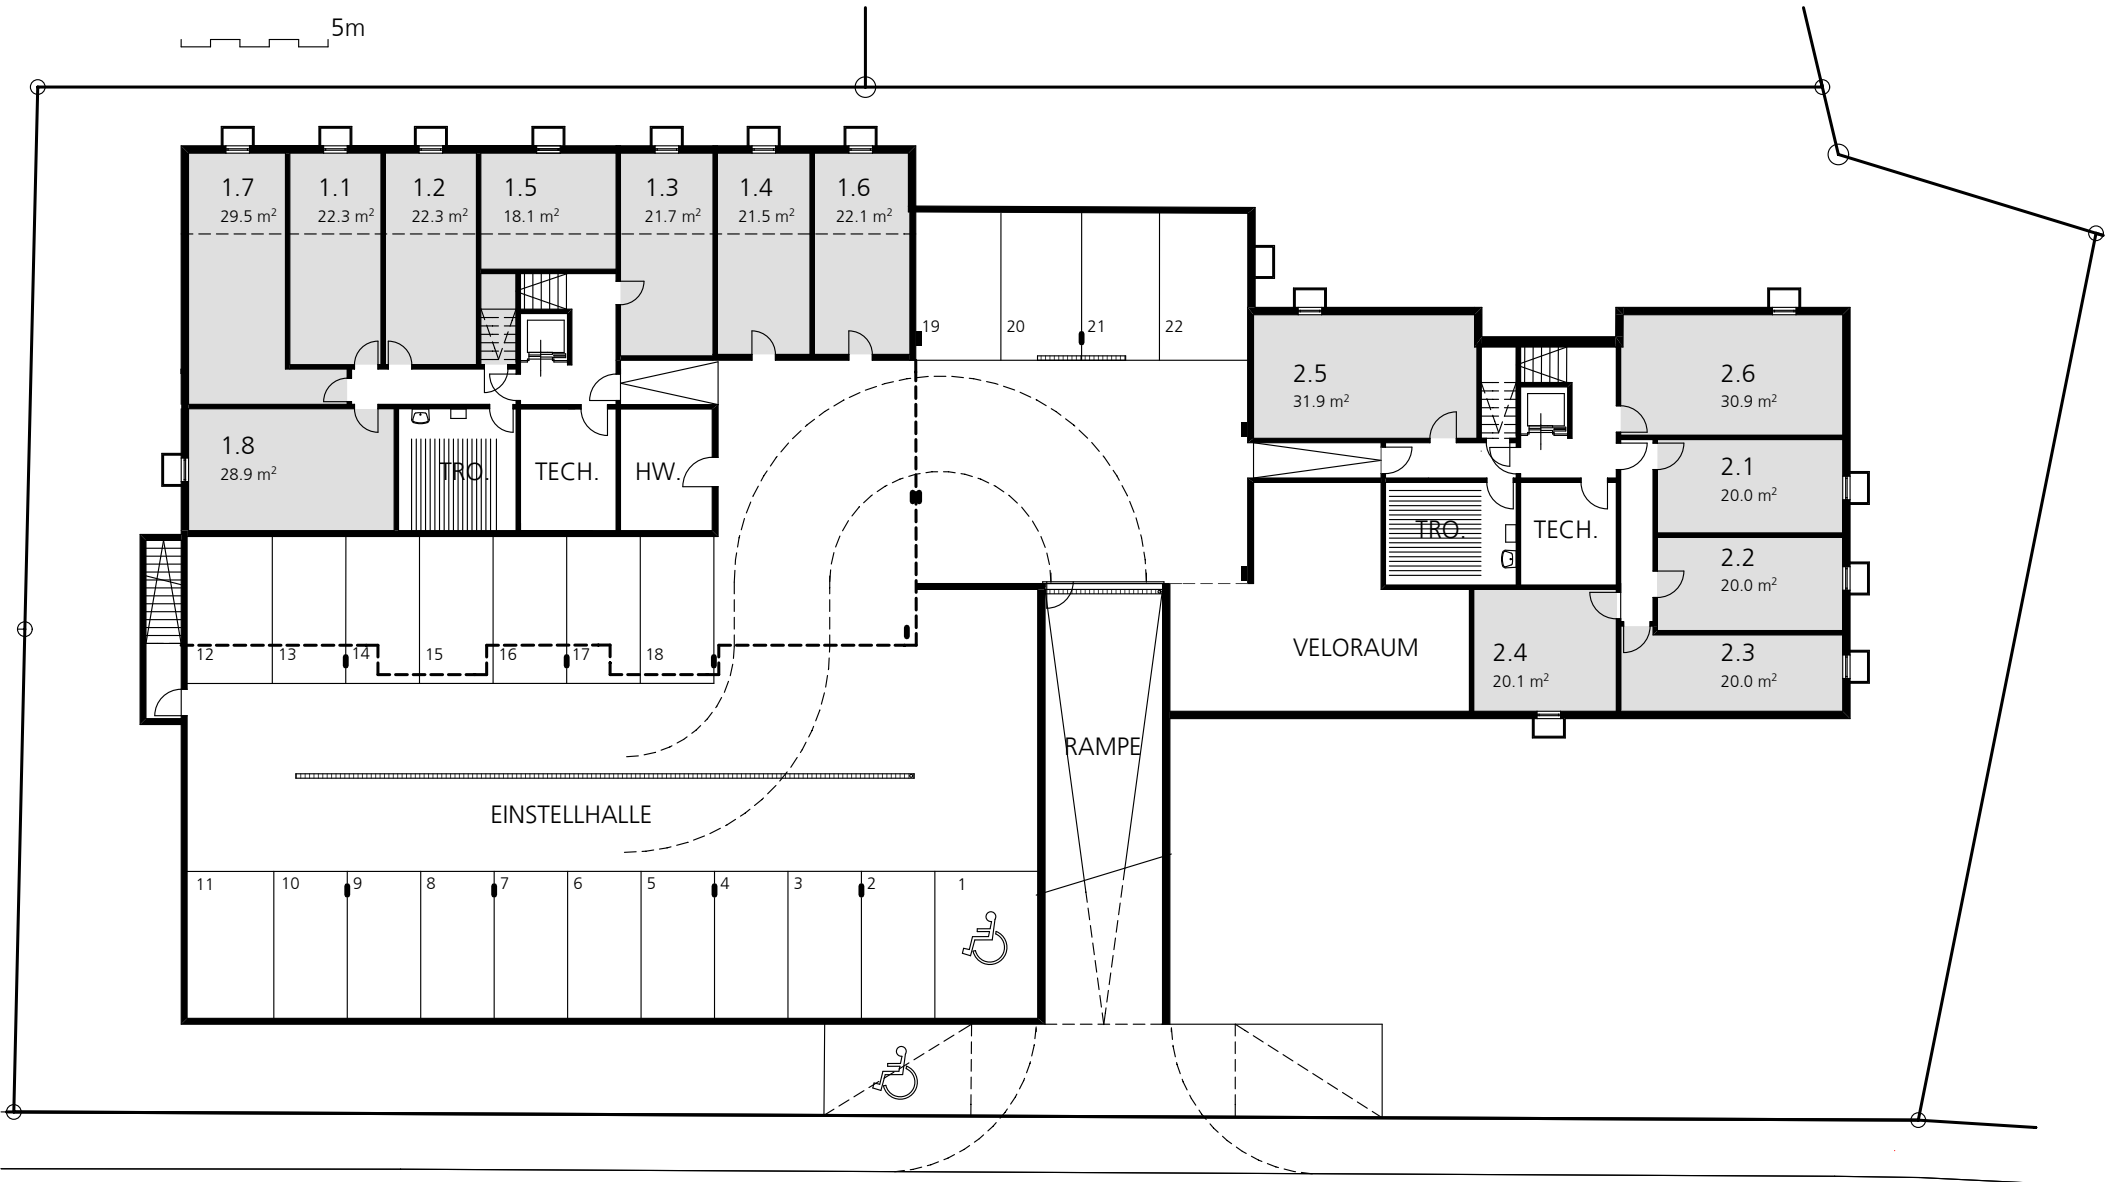 5m
1.7
29.5 m²
1.1
22.3 m²
1.2
22.3 m²
1.5
18.1 m²
1.3
21.7 m²
1.4
21.5 m²
1.6
22.1 m²
19
20
21
22
2.5
31.9 m²
2.6
30.9 m²
1.8
28.9 m²
TRO.
TECH.
HW.
2.1
20.0 m²
TRO.
TECH.
2.2
20.0 m²
12
13
14
15
16
17
18
VELORAUM
2.4
20.1 m²
2.3
20.0 m²
RAMPE
EINSTELLHALLE
11
10
9
8
7
6
5
4
3
2
1